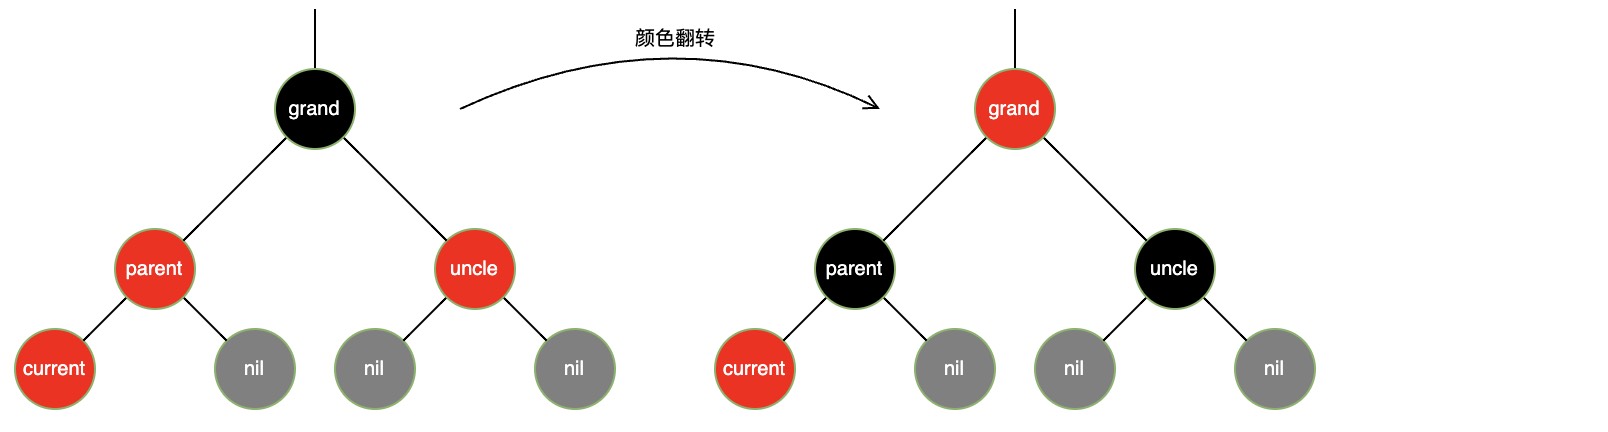 颜色翻转
grand
grand
parent
uncle
parent
uncle
current
nil
nil
nil
current
nil
nil
nil